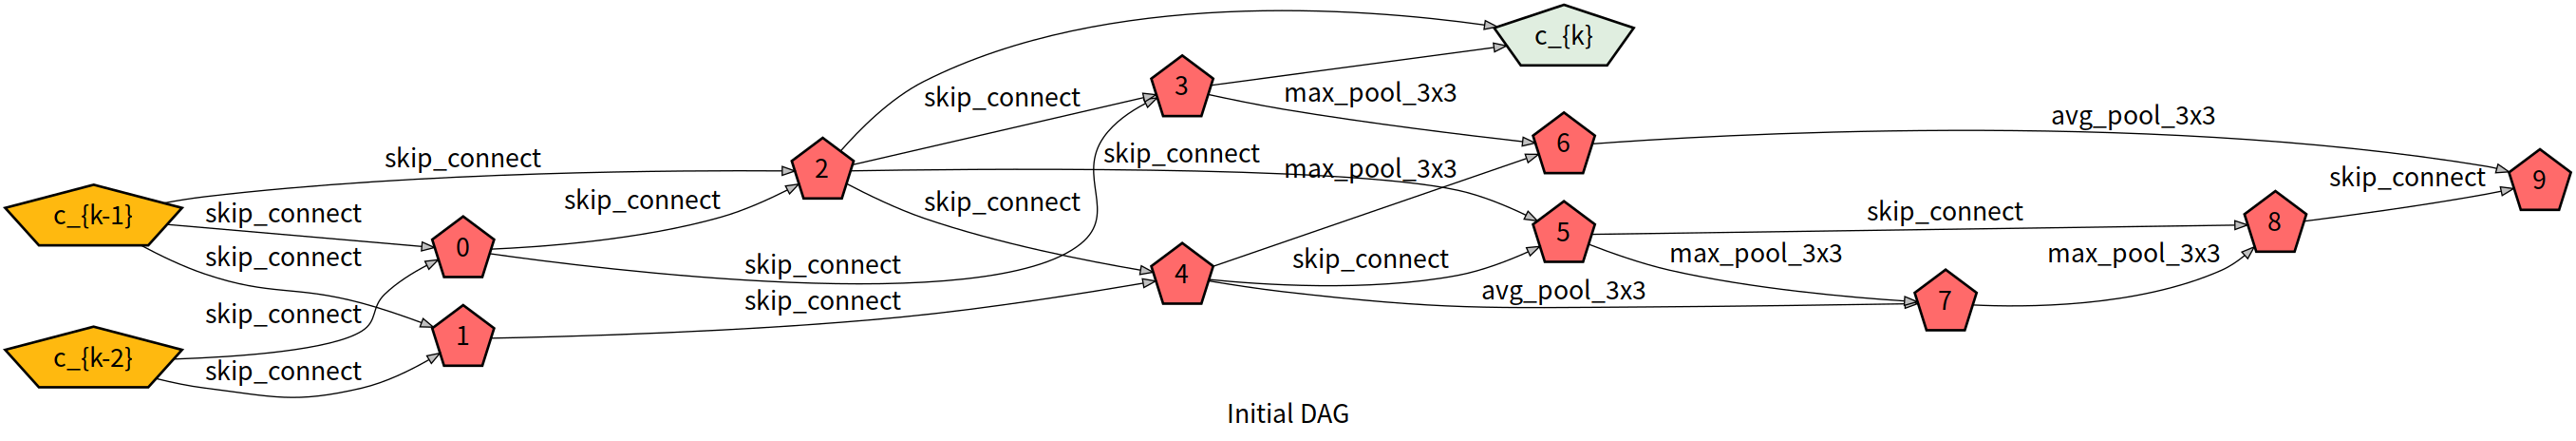 c_{k}
3
skip_connect
max_pool_3x3
avg_pool_3x3
6
skip_connect
skip_connect
2
max_pool_3x3
skip_connect
9
skip_connect
skip_connect
skip_connect
c_{k-1}
skip_connect
8
5
0
skip_connect
skip_connect
skip_connect
max_pool_3x3
max_pool_3x3
4
avg_pool_3x3
7
skip_connect
skip_connect
1
c_{k-2}
skip_connect
Initial DAG